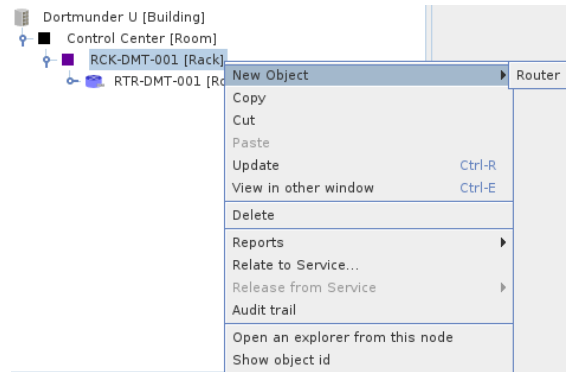 Dortmunder U [Building]
Control Center [Room]
RCK-DMT-001 [Rack]
RTR-DMT-001
New Object
Router
Copy
Cut
Paste
Update Ctrl-R
View in other window Ctrl-E
Delete
Reports
Relate to Service...
Release from Service
Audit trail
Open an explorer from this node
Show object id